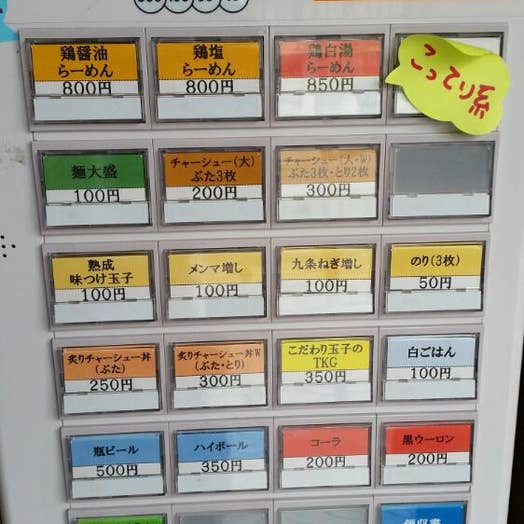 鶏醤油
らーめん
800円
鶏塩
らーめん
800円
鶏白湯
らーめん
850円
こってり系
麺大盛
100円
チャーシュー(大)
ぶた3枚
200円
チャーシュー(大・W)
ぶた3枚・とり2枚
300円
熟成
味つけ玉子
100円
メンマ増し
100円
九条ねぎ増し
100円
のり(3枚)
50円
炙りチャーシュー丼
(ぶた)
250円
炙りチャーシュー丼W
(ぶた・とり)
300円
こだわり玉子の
TKG
350円
白ごはん
100円
瓶ビール
500円
ハイボール
350円
コーラ
200円
黒ウーロン
200円
領収書